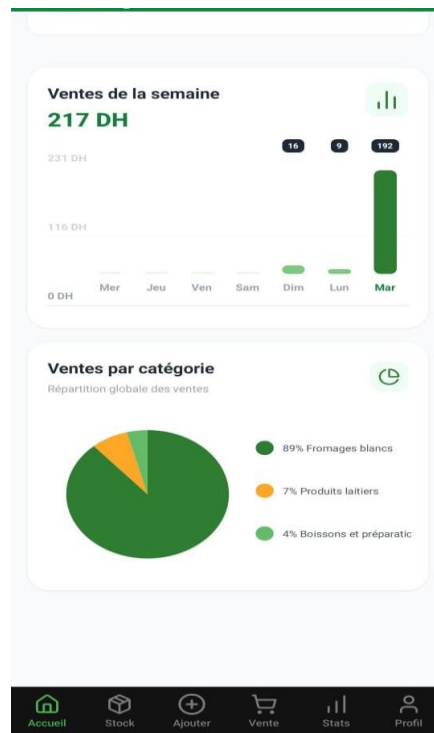 Ventes de la semaine
217 DH
16 9 192
231 DH
116 DH
0 DH
Mer Jeu Ven Sam Dim Lun Mar
Ventes par catégorie
Répartition globale des ventes
89% Fromages blancs
7% Produits laitiers
4% Boissons et préparatic
Accueil Stock Ajouter Vente Stats Profil